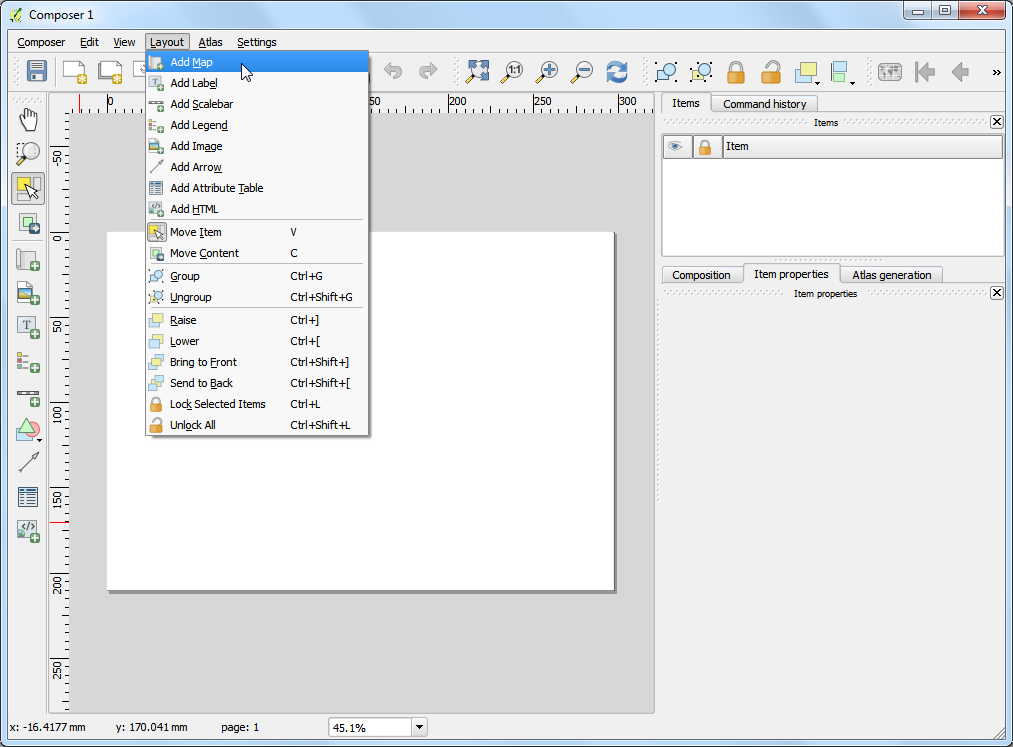 Composer 1
Composer Edit View Layout Atlas Settings
Add Map
Add Label
Add Scalebar
Add Legend
Add Image
Add Arrow
Add Attribute Table
Add HTML
Move Item V
Move Content C
Group Ctrl+G
Ungroup Ctrl+Shift+G
Raise Ctrl+]
Lower Ctrl+[
Bring to Front Ctrl+Shift+]
Send to Back Ctrl+Shift+[
Lock Selected Items Ctrl+L
Unlock All Ctrl+Shift+L
1:1
»
0 50 200 250 300
-50
0
50
100
150
200
250
Items Command history
Items
Item
Composition Item properties Atlas generation
Item properties
x: -16.4177 mm y: 170.041 mm page: 1 45.1%